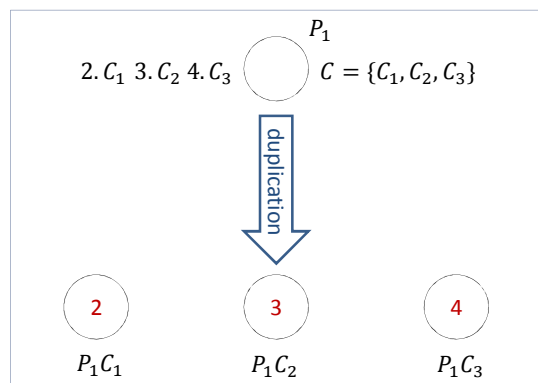 P₁
2. C₁ 3. C₂ 4. C₃ C = {C₁, C₂, C₃}
duplication
2 3 4
P₁C₁ P₁C₂ P₁C₃